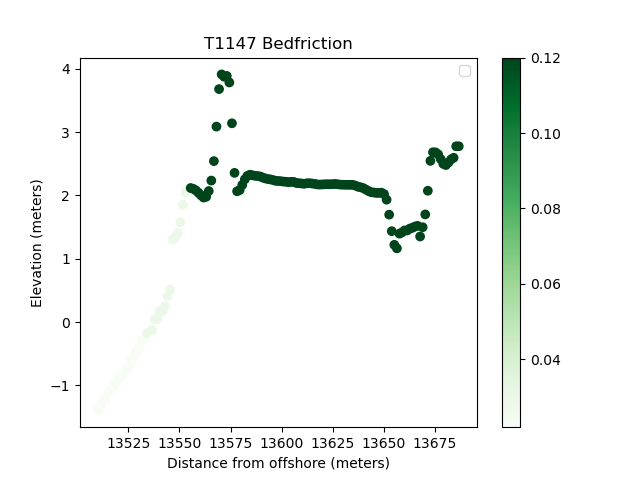 T1147 Bedfriction
Elevation (meters)
4
3
2
1
0
−1
13525 13550 13575 13600 13625 13650 13675
Distance from offshore (meters)
0.12
0.10
0.08
0.06
0.04